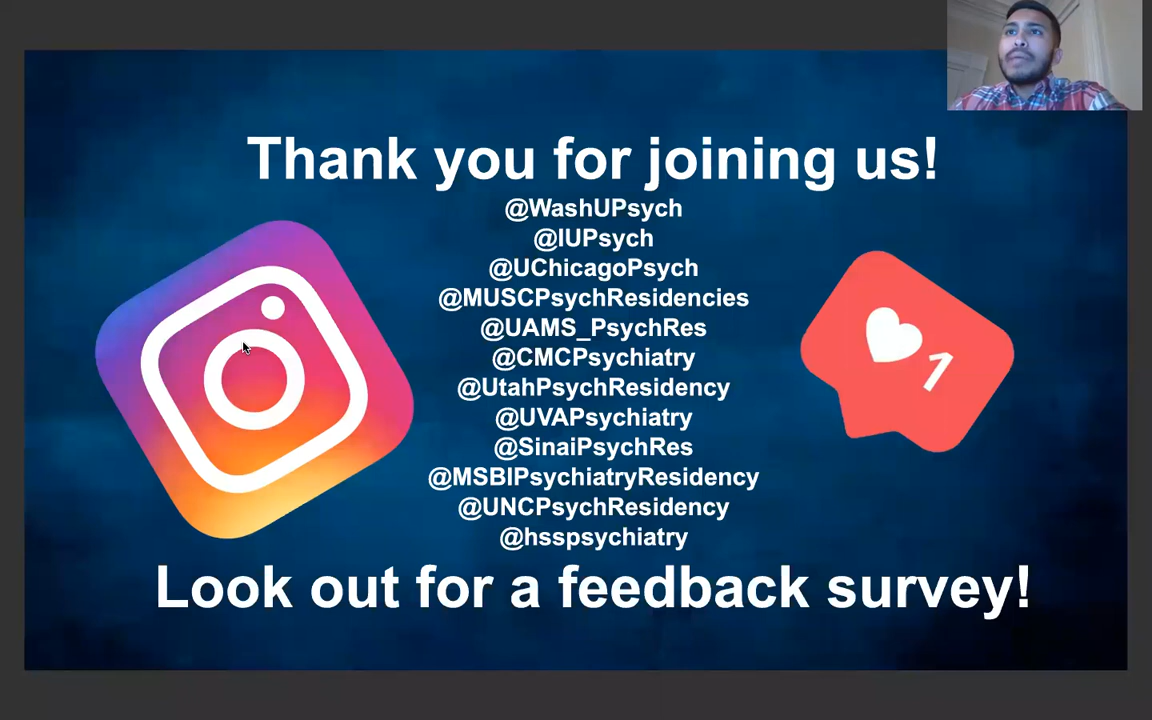 Thank you for joining us!
@WashUPsych
@IUPsych
@UChicagoPsych
@MUSCPsychResidencies
@UAMS_PsychRes
@CMCPsychiatry
@UtahPsychResidency
@UVAPsychiatry
@SinaiPsychRes
@MSBIPsychiatryResidency
@UNCPsychResidency
@hsspsychiatry
1
Look out for a feedback survey!